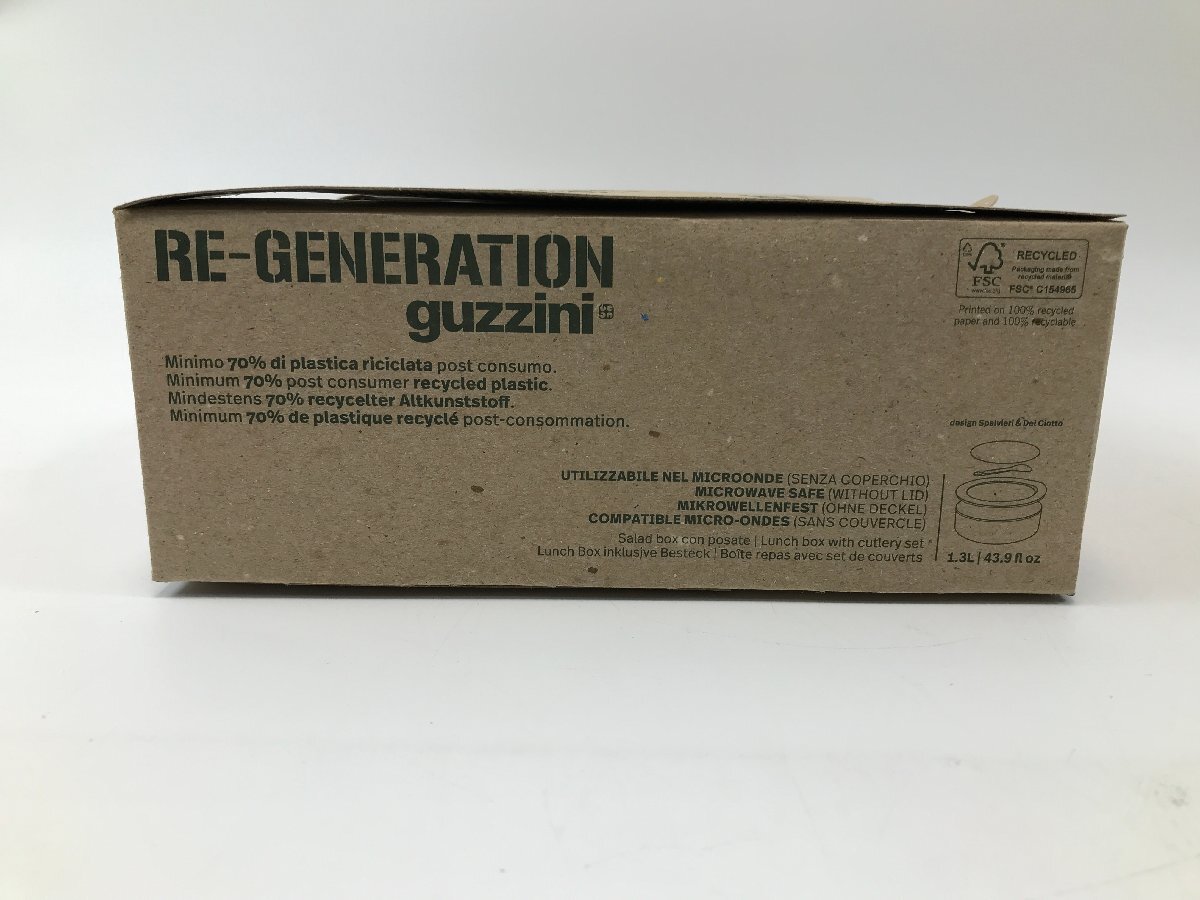 RE-GENERATION
guzzini
Minimo 70% di plastica riciclata post consumo.
Minimum 70% post consumer recycled plastic.
Mindestens 70% recycelter Altkunststoff.
Minimum 70% de plastique recyclé post-consommation.
FSC
www.fsc.org
RECYCLED
Packaging made from
recycled material
FSC® C154965
Printed on 100% recycled
paper and 100% recyclable
design Spalvieri & Del Ciotto
UTILIZZABILE NEL MICROONDE (SENZA COPERCHIO)
MICROWAVE SAFE (WITHOUT LID)
MIKROWELLENFEST (OHNE DECKEL)
COMPATIBLE MICRO-ONDES (SANS COUVERCLE)
Salad box con posate | Lunch box with cutlery set
Lunch Box inklusive Besteck | Boîte repas avec set de couverts
1.3L | 43.9 fl oz